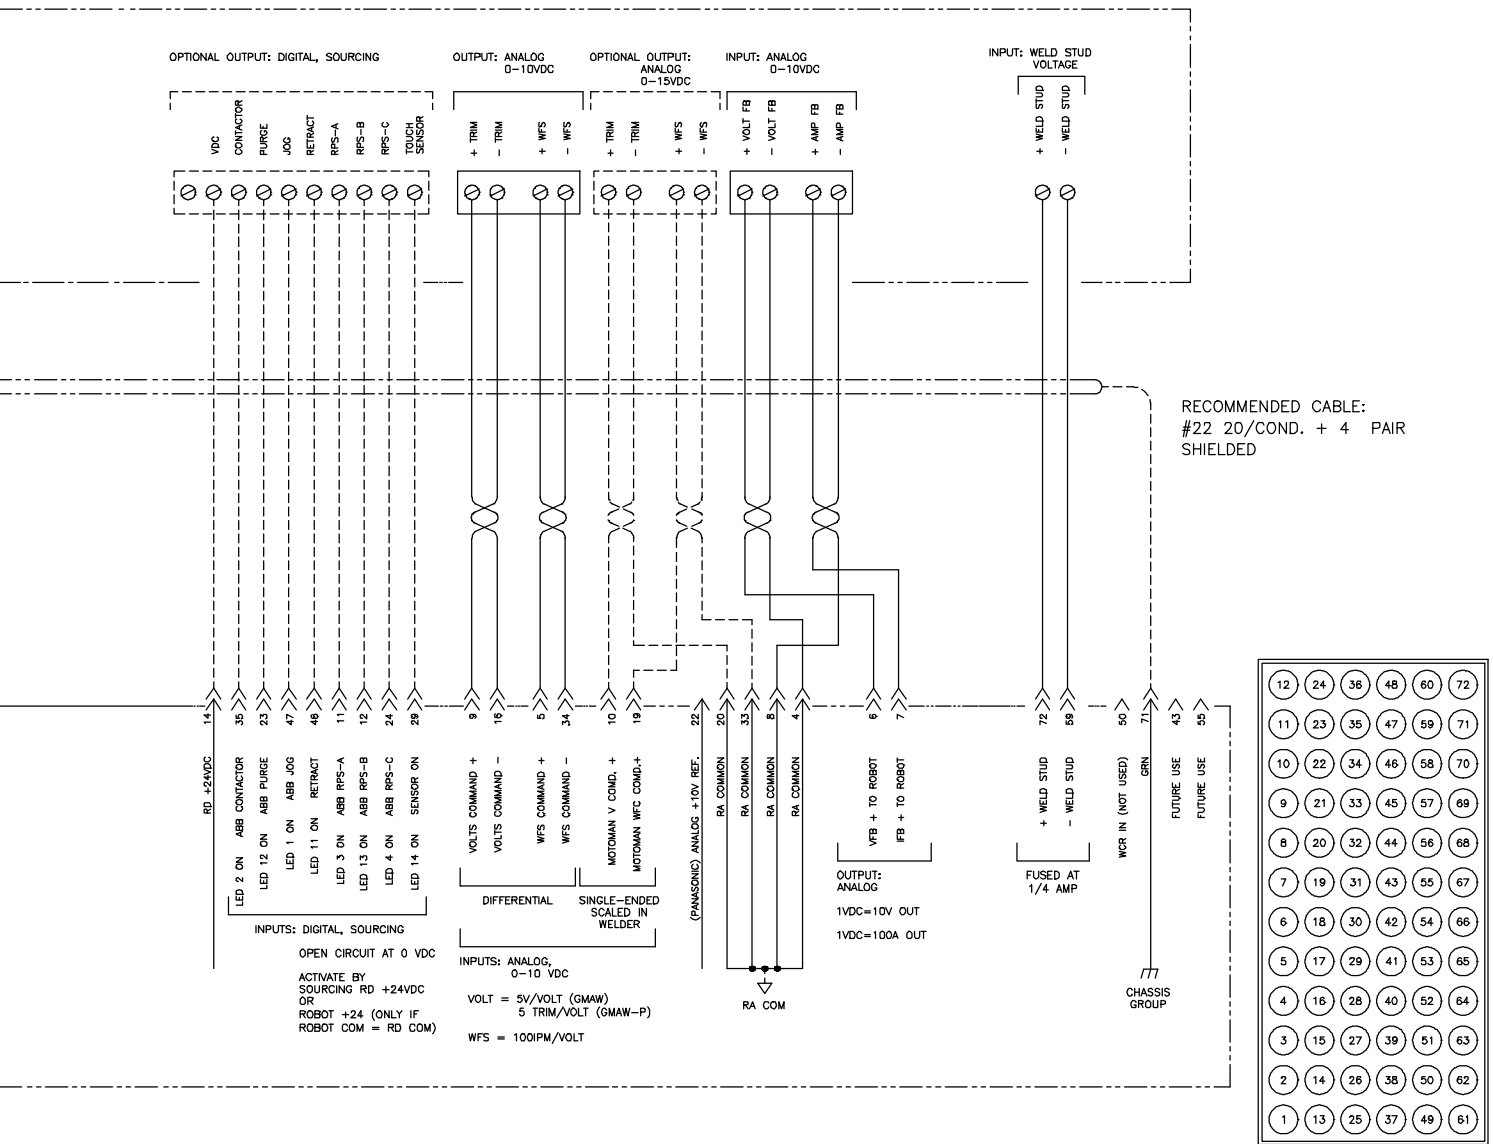 OPTIONAL OUTPUT: DIGITAL, SOURCING
VDC
CONTACTOR
PURGE
JOG
RETRACT
RPS-A
RPS-B
RPS-C
TOUCH
SENSOR
OUTPUT: ANALOG
0-10VDC
+ TRIM
- TRIM
+ WFS
- WFS
OPTIONAL OUTPUT:
ANALOG
0-15VDC
+ TRIM
- TRIM
+ WFS
- WFS
INPUT: ANALOG
0-10VDC
+ VOLT FB
- VOLT FB
+ AMP FB
- AMP FB
INPUT: WELD STUD
VOLTAGE
+ WELD STUD
- WELD STUD
RECOMMENDED CABLE:
#22 20/COND. + 4 PAIR
SHIELDED
14
35
23
47
46
11
12
24
29
9
16
5
34
10
19
22
20
33
8
4
6
7
72
59
50
71
43
55
RD +24VDC
LED 2 ON ABB CONTACTOR
LED 12 ON ABB PURGE
LED 1 ON ABB JOG
LED 11 ON RETRACT
LED 3 ON ABB RPS-A
LED 13 ON ABB RPS-B
LED 4 ON ABB RPS-C
LED 14 ON SENSOR ON
VOLTS COMMAND +
VOLTS COMMAND -
WFS COMMAND +
WFS COMMAND -
MOTOMAN V COMD. +
MOTOMAN WFC COMD.+
(PANASONIC) ANALOG +10V REF.
RA COMMON
RA COMMON
RA COMMON
RA COMMON
VFB + TO ROBOT
IFB + TO ROBOT
+ WELD STUD
- WELD STUD
WCR IN (NOT USED)
GRN
FUTURE USE
FUTURE USE
INPUTS: DIGITAL, SOURCING
OPEN CIRCUIT AT 0 VDC
ACTIVATE BY
SOURCING RD +24VDC
OR
ROBOT +24 (ONLY IF
ROBOT COM = RD COM)
DIFFERENTIAL
SINGLE-ENDED
SCALED IN
WELDER
INPUTS: ANALOG,
0-10 VDC
VOLT = 5V/VOLT (GMAW)
5 TRIM/VOLT (GMAW-P)
WFS = 100IPM/VOLT
RA COM
OUTPUT:
ANALOG
1VDC=10V OUT
1VDC=100A OUT
FUSED AT
1/4 AMP
CHASSIS
GROUP
12 24 36 48 60 72
11 23 35 47 59 71
10 22 34 46 58 70
9 21 33 45 57 69
8 20 32 44 56 68
7 19 31 43 55 67
6 18 30 42 54 66
5 17 29 41 53 65
4 16 28 40 52 64
3 15 27 39 51 63
2 14 26 38 50 62
1 13 25 37 49 61